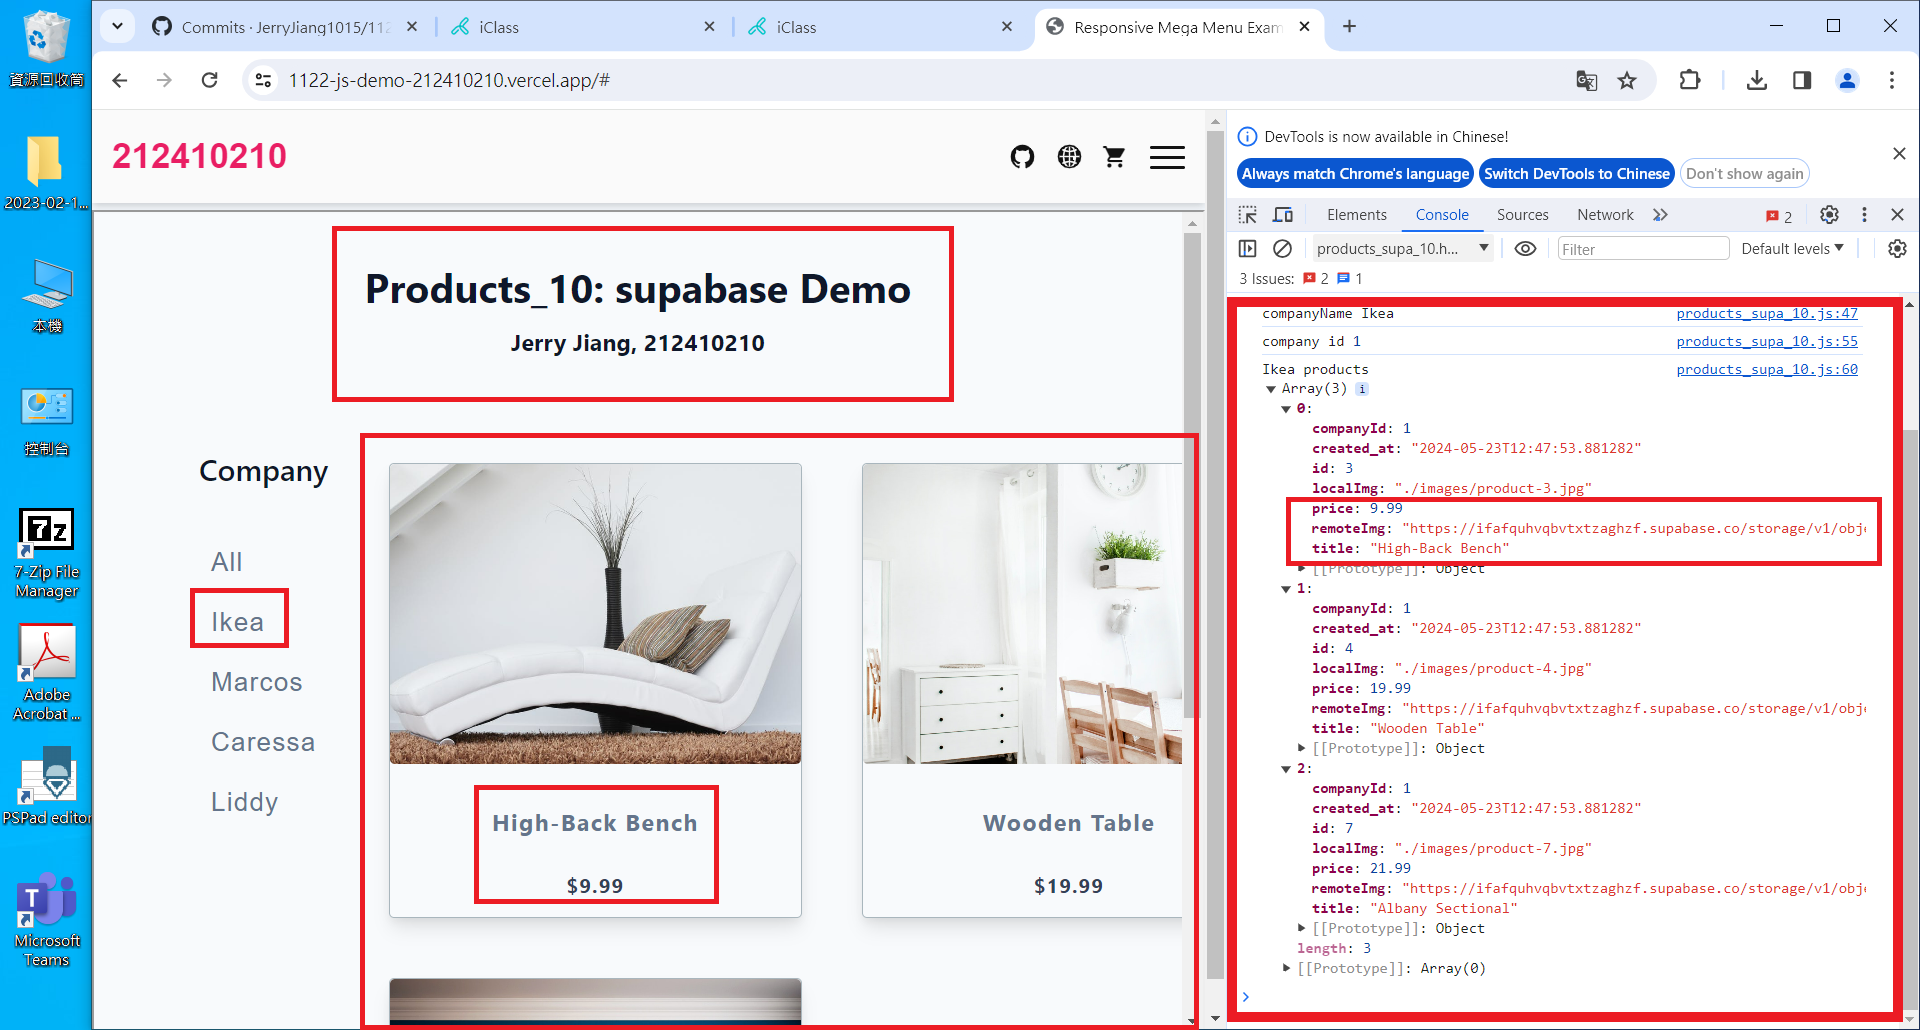 資源回收筒
2023-02-1...
本機
控制台
7-Zip File
Manager
Adobe
Acrobat ...
PSPad editor
Microsoft
Teams
Commits · JerryJiang1015/112
iClass
iClass
Responsive Mega Menu Exam
1122-js-demo-212410210.vercel.app/#
212410210
Products_10: supabase Demo
Jerry Jiang, 212410210
Company
All
Ikea
Marcos
Caressa
Liddy
High-Back Bench
$9.99
Wooden Table
$19.99
DevTools is now available in Chinese!
Always match Chrome's language
Switch DevTools to Chinese
Don't show again
Elements
Console
Sources
Network
2
products_supa_10.h...
Filter
Default levels
3 Issues: 2 1
companyName Ikea products_supa_10.js:47
company id 1 products_supa_10.js:55
Ikea products products_supa_10.js:60
Array(3) i
0:
companyId: 1
created_at: "2024-05-23T12:47:53.881282"
id: 3
localImg: "./images/product-3.jpg"
price: 9.99
remoteImg: "https://ifafquhvqbvtxtzaghzf.supabase.co/storage/v1/obje
title: "High-Back Bench"
[[Prototype]]: Object
1:
companyId: 1
created_at: "2024-05-23T12:47:53.881282"
id: 4
localImg: "./images/product-4.jpg"
price: 19.99
remoteImg: "https://ifafquhvqbvtxtzaghzf.supabase.co/storage/v1/obje
title: "Wooden Table"
[[Prototype]]: Object
2:
companyId: 1
created_at: "2024-05-23T12:47:53.881282"
id: 7
localImg: "./images/product-7.jpg"
price: 21.99
remoteImg: "https://ifafquhvqbvtxtzaghzf.supabase.co/storage/v1/obje
title: "Albany Sectional"
[[Prototype]]: Object
length: 3
[[Prototype]]: Array(0)